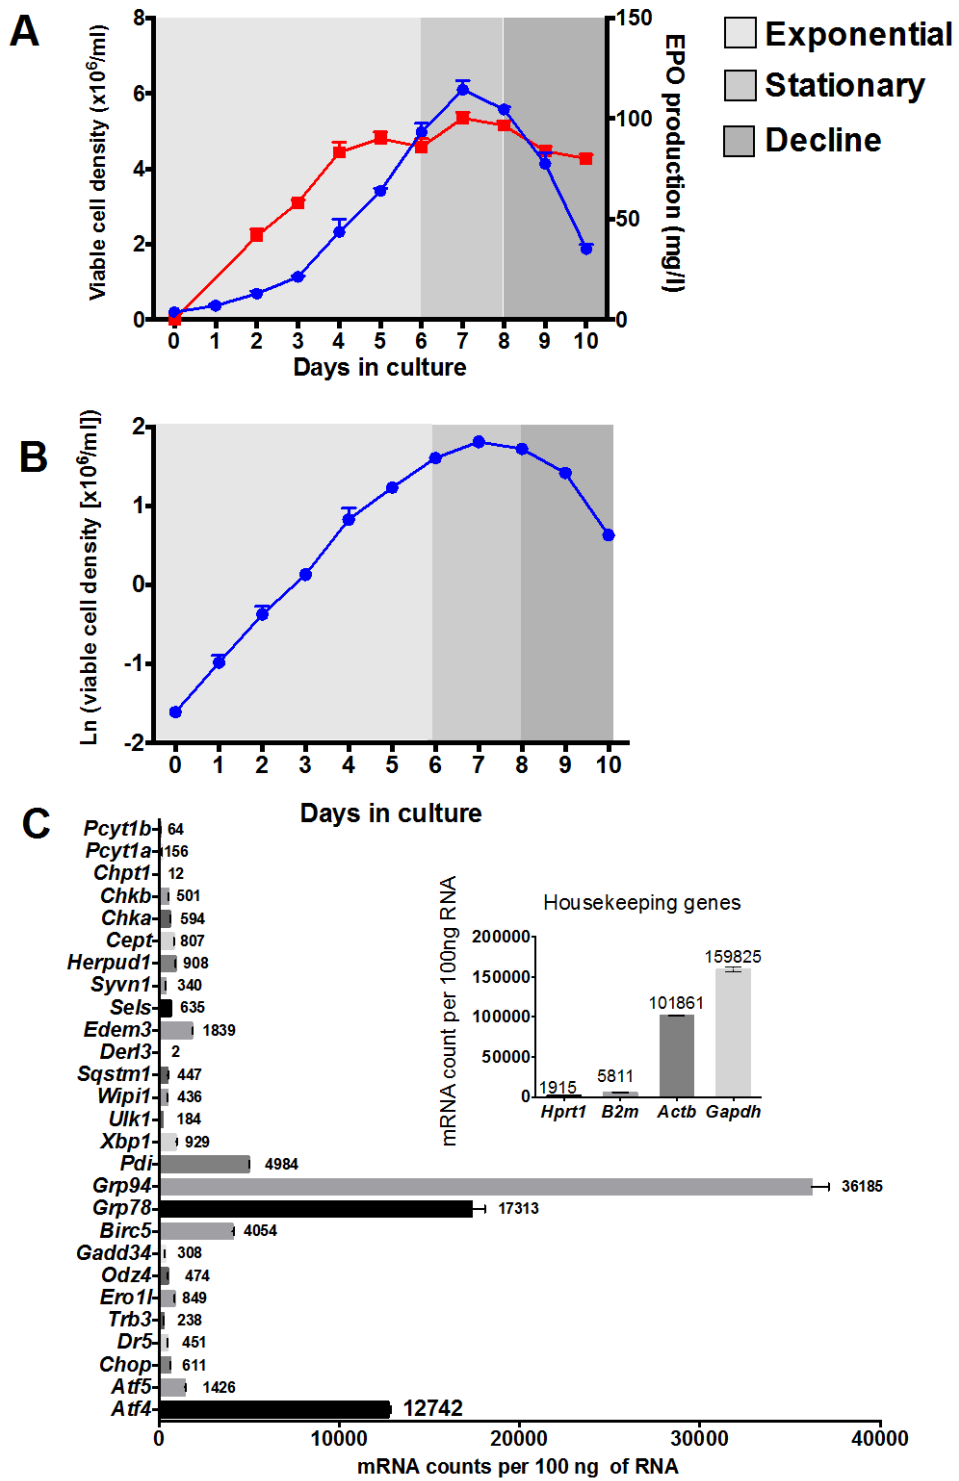 A
Exponential
Stationary
Decline
Viable cell density (x10⁶/ml)
8
6
4
2
0
EPO production (mg/l)
150
100
50
0
0 1 2 3 4 5 6 7 8 9 10
Days in culture
B
Ln (viable cell density [x10⁶/ml])
2
1
0
-1
-2
0 1 2 3 4 5 6 7 8 9 10
Days in culture
C
Pcyt1b 64
Pcyt1a 156
Chpt1 12
Chkb 501
Chka 594
Cept 807
Herpud1 908
Syvn1 340
Sels 635
Edem3 1839
Derl3 2
Sqstm1 447
Wipi1 436
Ulk1 184
Xbp1 929
Pdi 4984
Grp94 36185
Grp78 17313
Birc5 4054
Gadd34 308
Odz4 474
Ero1l 849
Trb3 238
Dr5 451
Chop 611
Atf5 1426
Atf4 12742
0 10000 20000 30000 40000
mRNA counts per 100 ng of RNA
Housekeeping genes
mRNA count per 100ng RNA
200000
150000
100000
50000
0
1915 5811 101861 159825
Hprt1 B2m Actb Gapdh